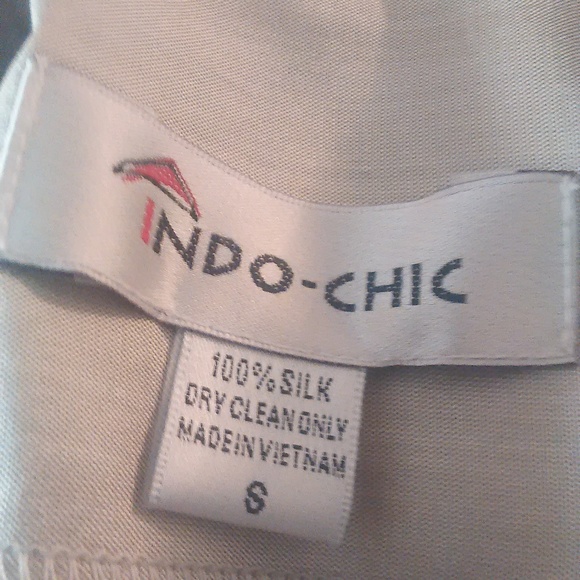 INDO-CHIC
100% SILK
DRY CLEAN ONLY
MADE IN VIETNAM
S